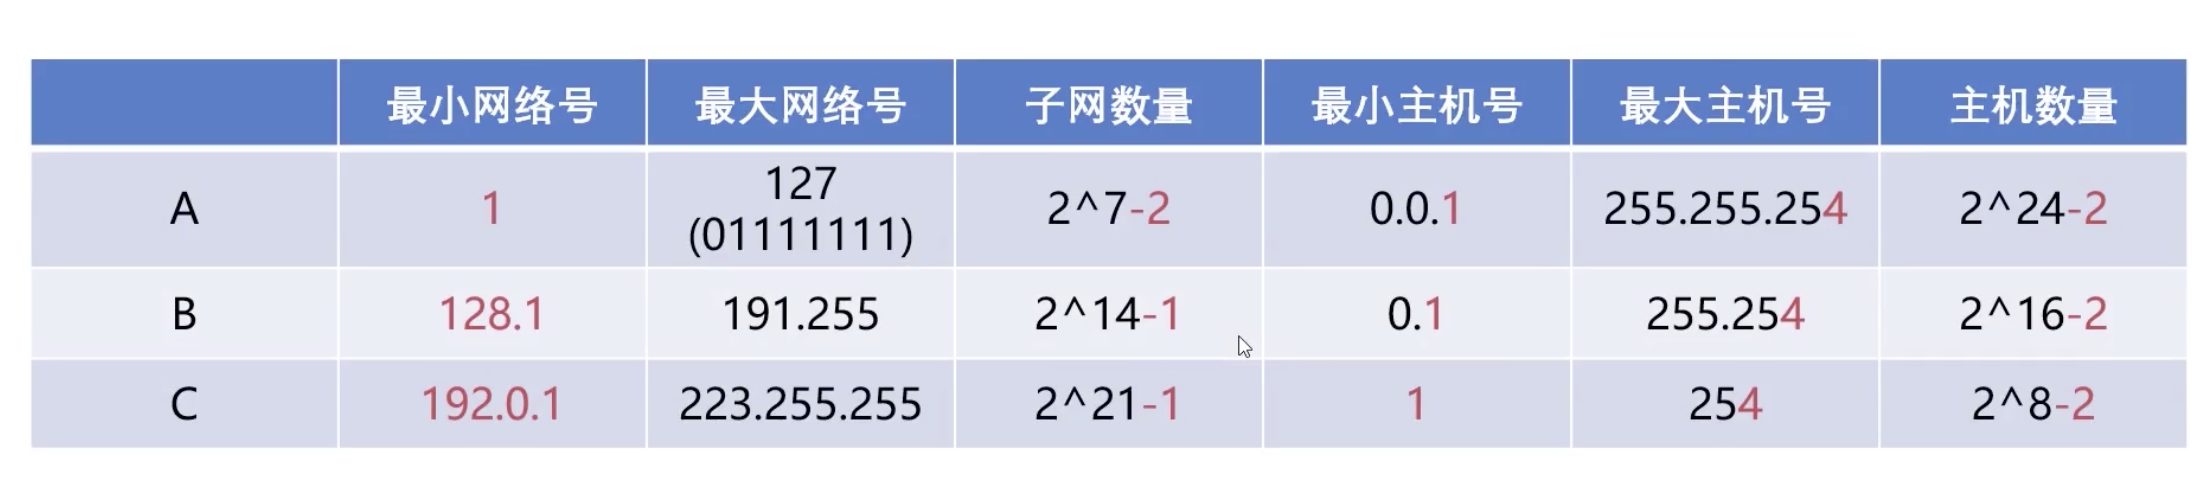 最小网络号 最大网络号 子网数量 最小主机号 最大主机号 主机数量
A 1 127 (01111111) 2^7-2 0.0.1 255.255.254 2^24-2
B 128.1 191.255 2^14-1 0.1 255.254 2^16-2
C 192.0.1 223.255.255 2^21-1 1 254 2^8-2